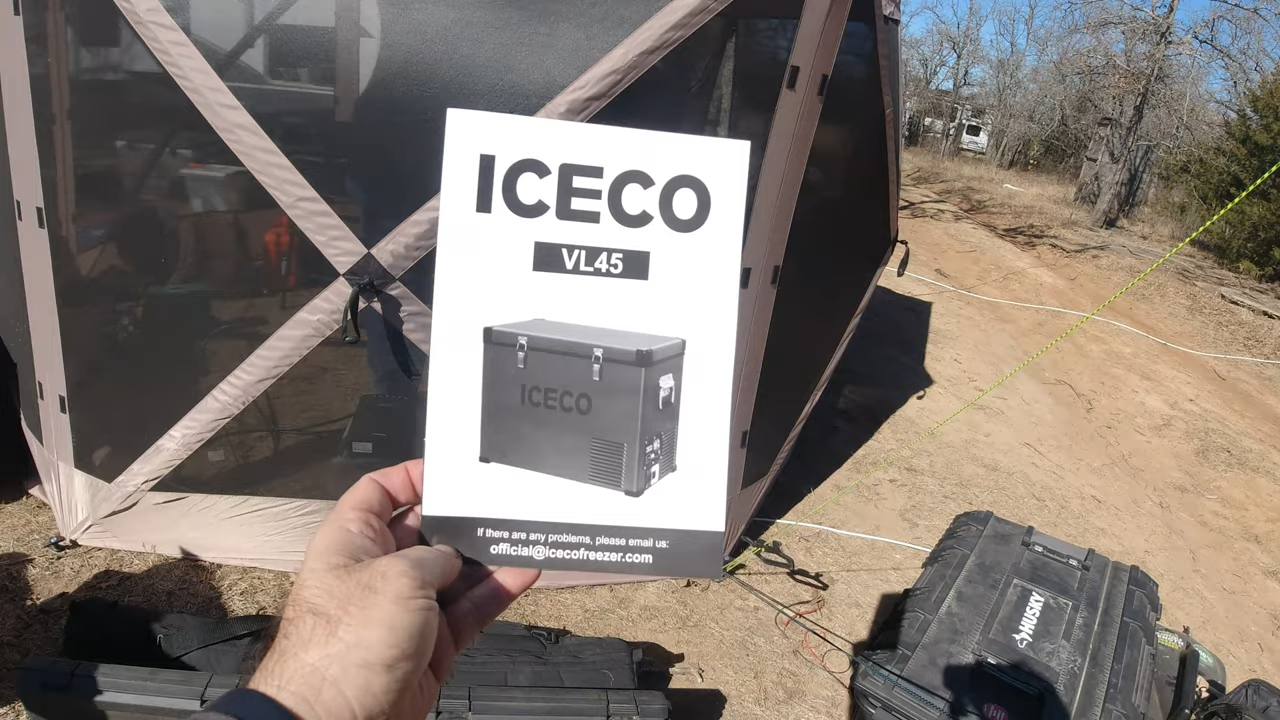 ICECO
VL45
ICECO
If there are any problems, please email us:
official@icecofreezer.com
HUSKY